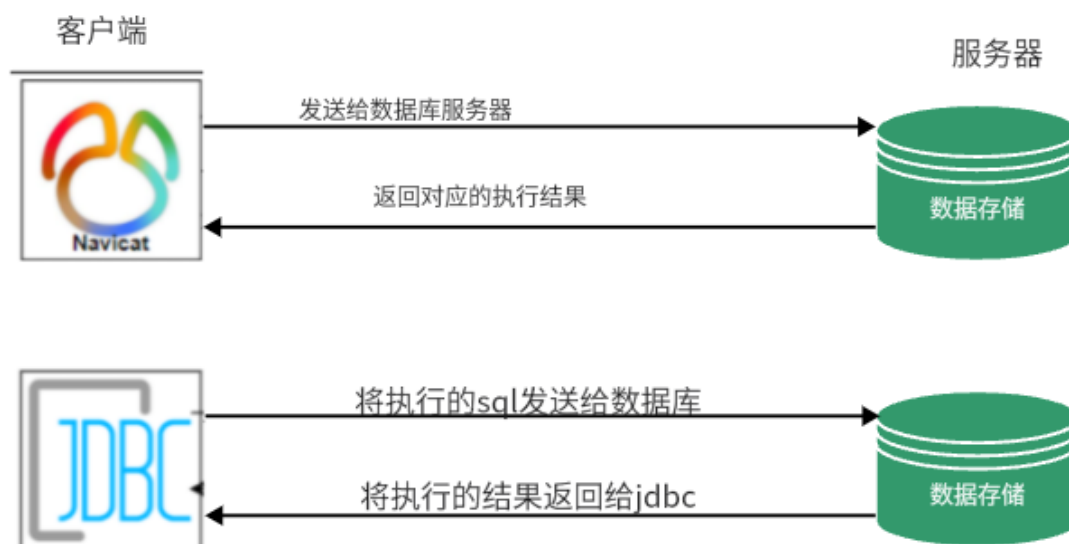 客户端
服务器
发送给数据库服务器
返回对应的执行结果
数据存储
Navicat
将执行的sql发送给数据库
JDBC
将执行的结果返回给jdbc
数据存储